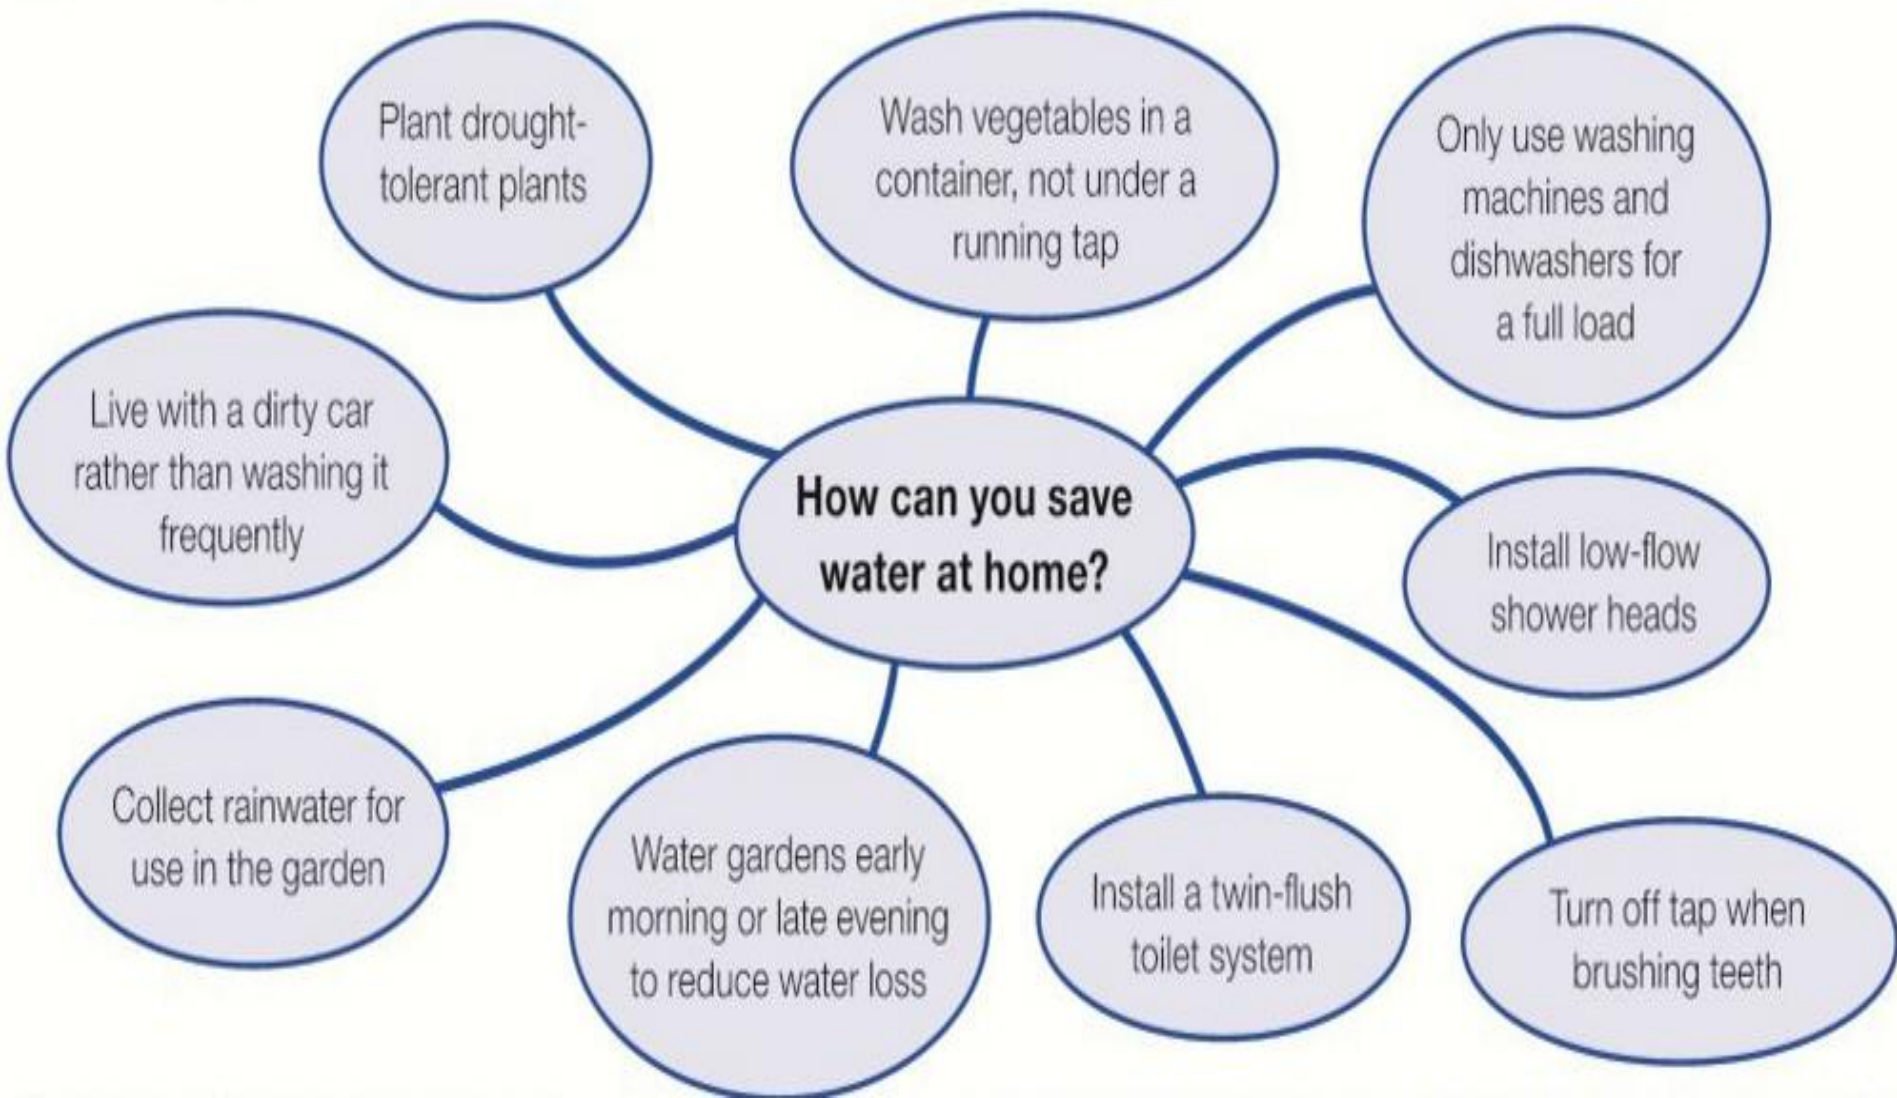 Plant drought-
tolerant plants
Wash vegetables in a
container, not under a
running tap
Only use washing
machines and
dishwashers for
a full load
Live with a dirty car
rather than washing it
frequently
How can you save
water at home?
Install low-flow
shower heads
Collect rainwater for
use in the garden
Water gardens early
morning or late evening
to reduce water loss
Install a twin-flush
toilet system
Turn off tap when
brushing teeth